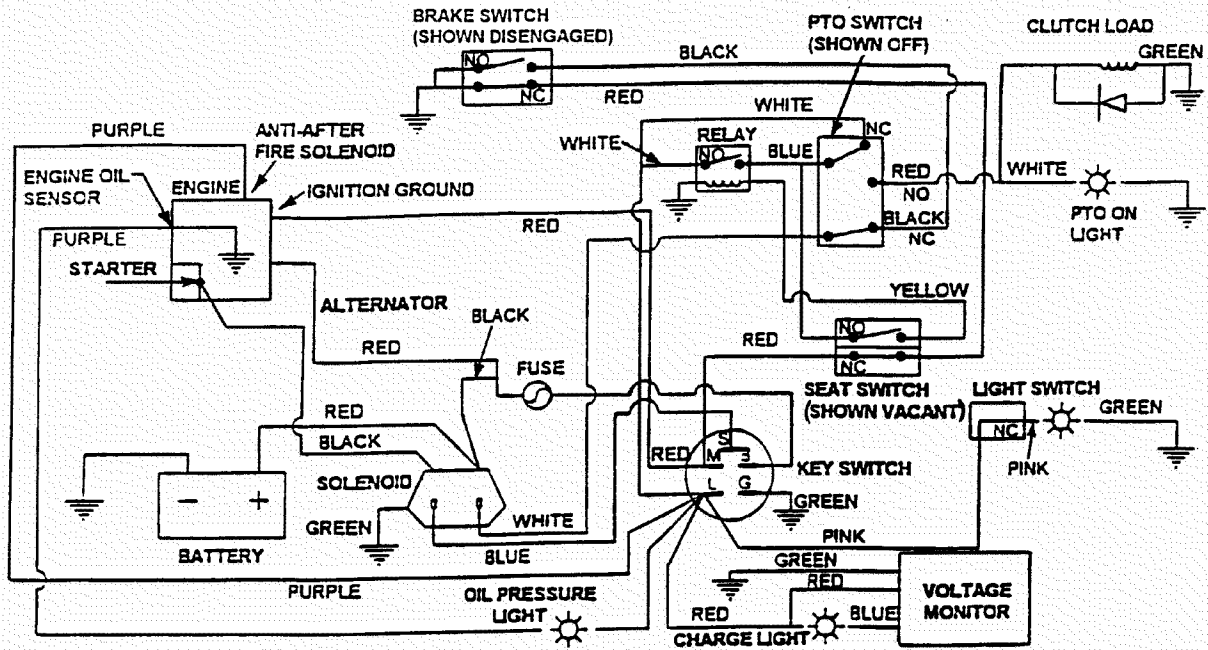 BRAKE SWITCH
(SHOWN DISENGAGED)
NO
NC
BLACK
RED
PTO SWITCH
(SHOWN OFF)
CLUTCH LOAD
GREEN
WHITE
NC
RELAY
WHITE
NO
BLUE
RED
NO
WHITE
BLACK
NC
PTO ON
LIGHT
PURPLE
ANTI-AFTER
FIRE SOLENOID
ENGINE OIL
SENSOR
ENGINE
IGNITION GROUND
RED
PURPLE
STARTER
ALTERNATOR
BLACK
RED
FUSE
YELLOW
RED
NO
NC
SEAT SWITCH
(SHOWN VACANT)
LIGHT SWITCH
NC
GREEN
PINK
RED
BLACK
SOLENOID
GREEN
WHITE
BLUE
- +
BATTERY
RED
S
M
B
L
G
KEY SWITCH
GREEN
PINK
PURPLE
OIL PRESSURE
LIGHT
GREEN
RED
RED
BLUE
CHARGE LIGHT
VOLTAGE
MONITOR